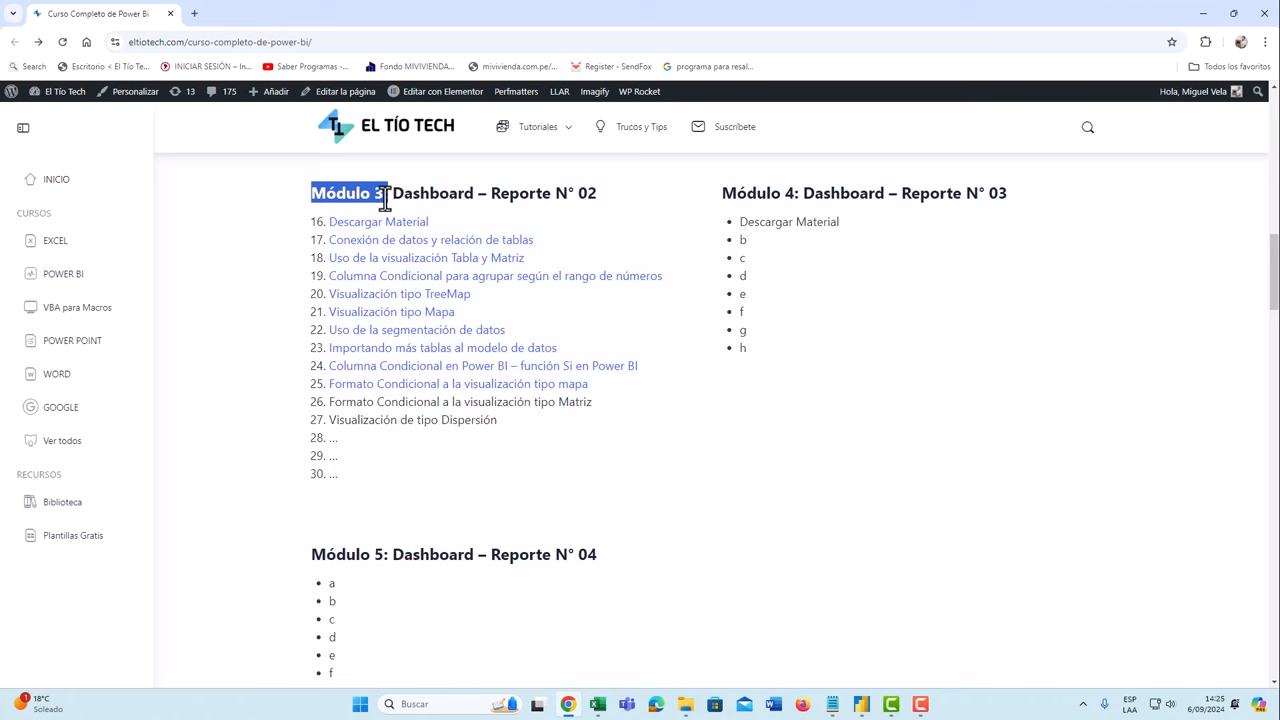 Curso Completo de Power Bi
eltiotech.com/curso-completo-de-power-bi/
Search
Escritorio < El Tío Te...
INICIAR SESIÓN – In...
Saber Programas -...
Fondo MIVIVIENDA...
mivivienda.com.pe/...
Register - SendFox
programa para resal...
Todos los favoritos
El Tío Tech
Personalizar
13
175
Añadir
Editar la página
Editar con Elementor
Perfmatters
LLAR
Imagify
WP Rocket
Hola, Miguel Vela
EL TÍO TECH
Tutoriales
Trucos y Tips
Suscríbete
INICIO
CURSOS
EXCEL
POWER BI
VBA para Macros
POWER POINT
WORD
GOOGLE
Ver todos
RECURSOS
Biblioteca
Plantillas Gratis
Módulo 3: Dashboard – Reporte N° 02
16. Descargar Material
17. Conexión de datos y relación de tablas
18. Uso de la visualización Tabla y Matriz
19. Columna Condicional para agrupar según el rango de números
20. Visualización tipo TreeMap
21. Visualización tipo Mapa
22. Uso de la segmentación de datos
23. Importando más tablas al modelo de datos
24. Columna Condicional en Power BI – función Si en Power BI
25. Formato Condicional a la visualización tipo mapa
26. Formato Condicional a la visualización tipo Matriz
27. Visualización de tipo Dispersión
28. ...
29. ...
30. ...
Módulo 4: Dashboard – Reporte N° 03
• Descargar Material
• b
• c
• d
• e
• f
• g
• h
Módulo 5: Dashboard – Reporte N° 04
• a
• b
• c
• d
• e
• f
1
18°C
Soleado
Buscar
ESP
LAA
14:25
6/09/2024